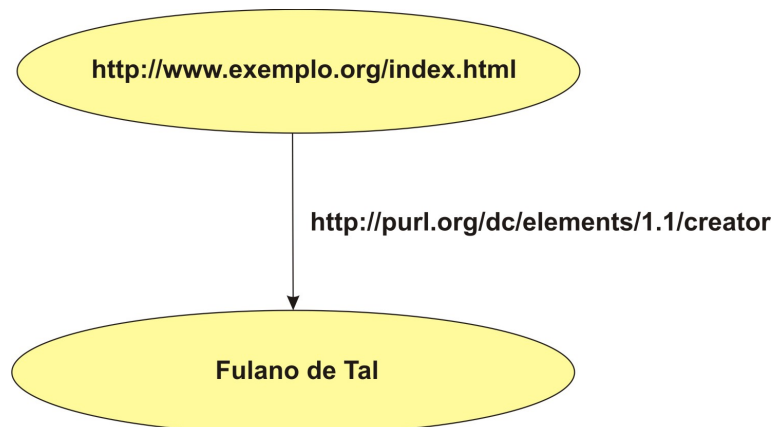 http://www.exemplo.org/index.html
http://purl.org/dc/elements/1.1/creator
Fulano de Tal